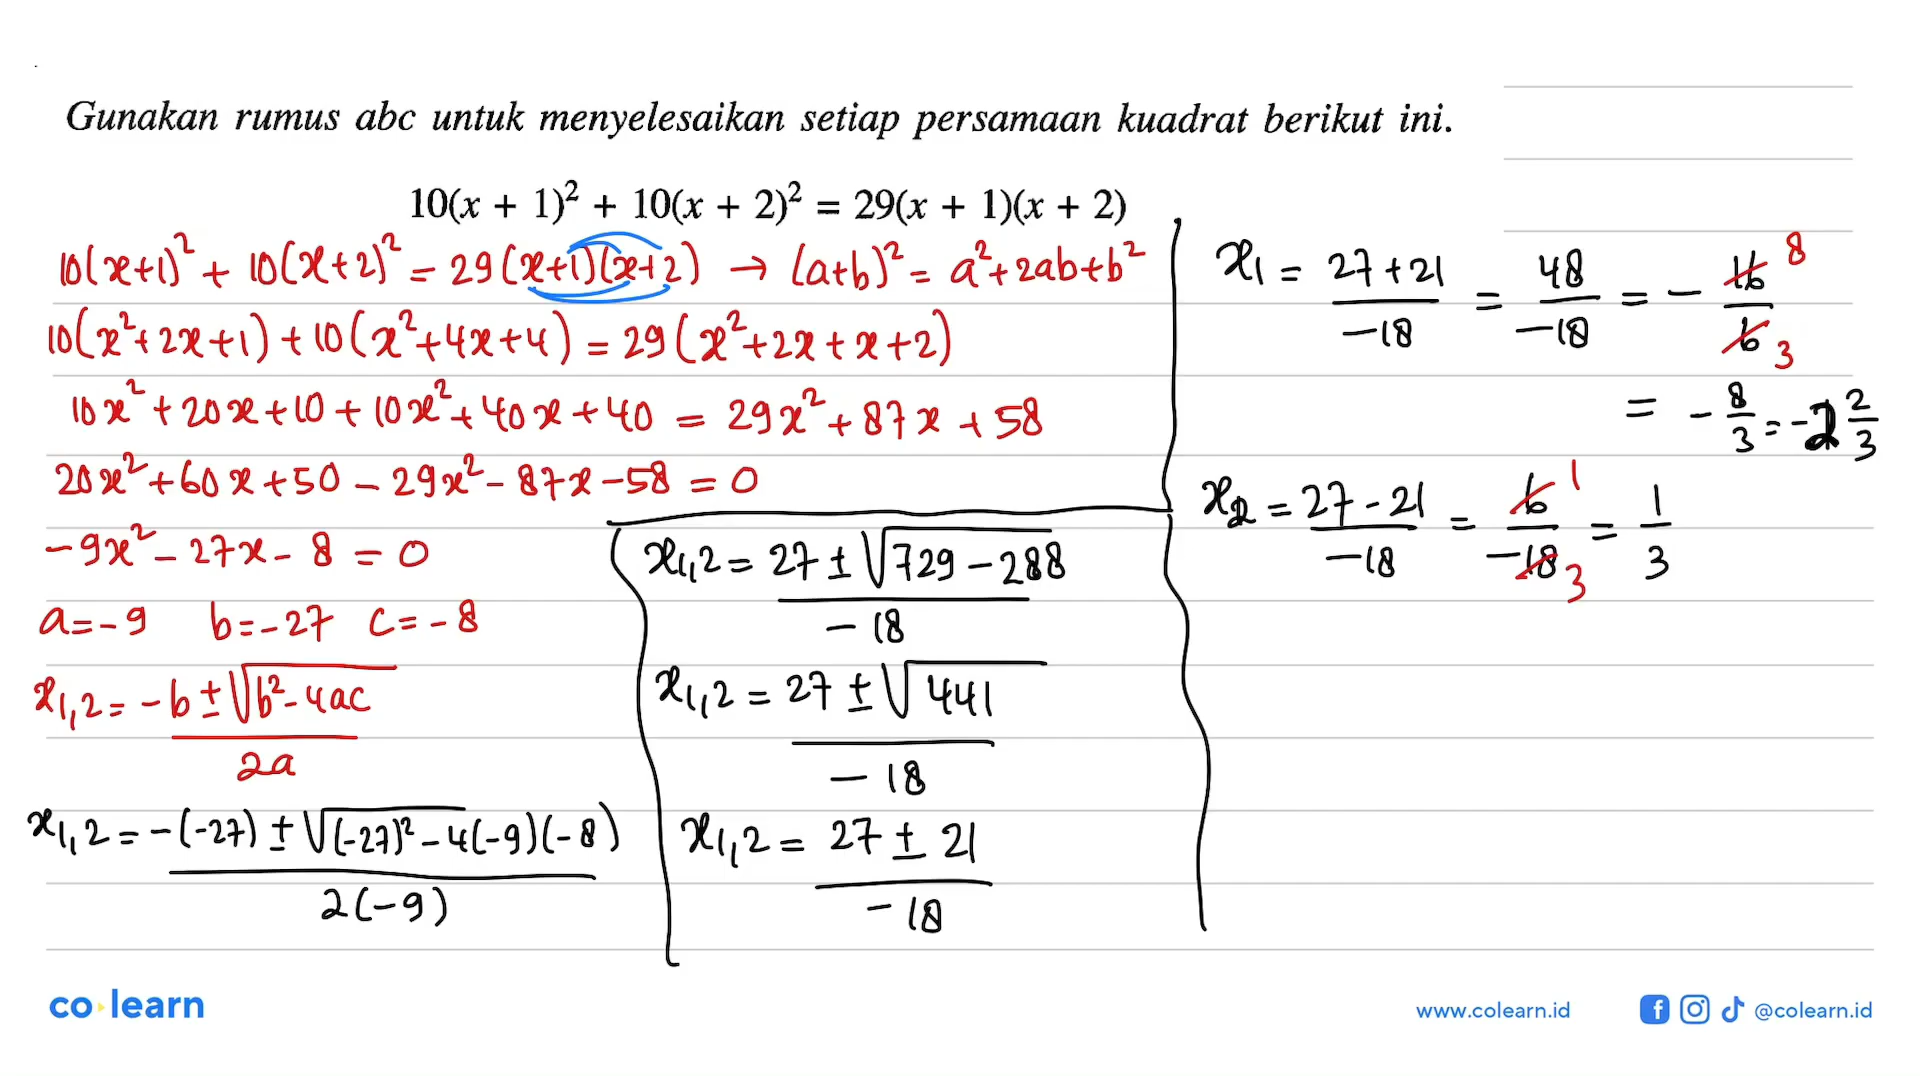 Gunakan rumus abc untuk menyelesaikan setiap persamaan kuadrat berikut ini.
10(x + 1)² + 10(x + 2)² = 29(x + 1)(x + 2)
10(x+1)² + 10(x+2)² = 29(x+1)(x+2) → (a+b)² = a²+2ab+b²
10(x²+2x+1)+10(x²+4x+4) = 29(x²+2x+x+2)
10x²+20x+10+10x²+40x+40 = 29x²+87x+58
20x²+60x+50-29x²-87x-58 = 0
-9x²-27x-8 = 0
a=-9 b=-27 c=-8
x1,2 = -b±√b²-4ac
2a
x1,2 = -(-27)±√(-27)²-4(-9)(-8)
2(-9)
x1,2 = 27±√729-288
-18
x1,2 = 27±√441
-18
x1,2 = 27±21
-18
x1 = 27+21 = 48 = - 16 8
-18 -18 6 3
= - 8/3 = -2 2/3
x2 = 27-21 = 6 1 = 1
-18 -18 3 3
co learn
www.colearn.id
@colearn.id